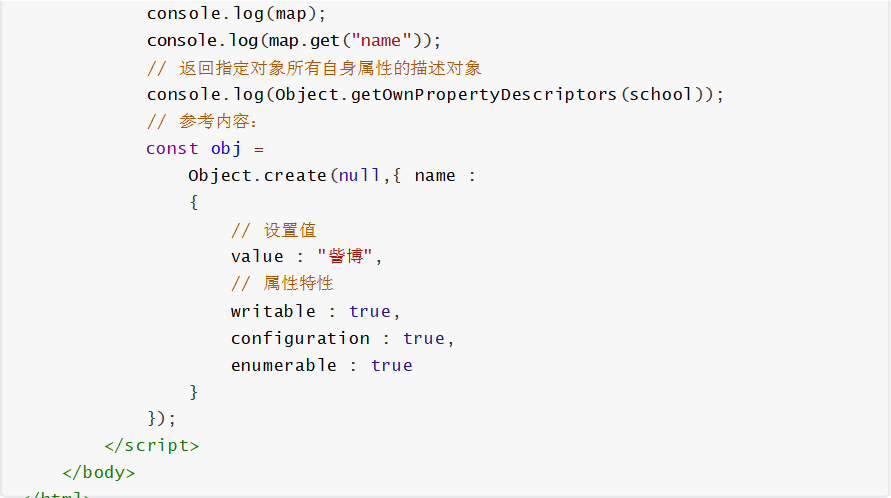 console.log(map);
console.log(map.get("name"));
// 返回指定对象所有自身属性的描述对象
console.log(Object.getOwnPropertyDescriptors(school));
// 参考内容：
const obj =
Object.create(null,{ name :
{
// 设置值
value : "訾博",
// 属性特性
writable : true,
configuration : true,
enumerable : true
}
});
</script>
</body>
</html>